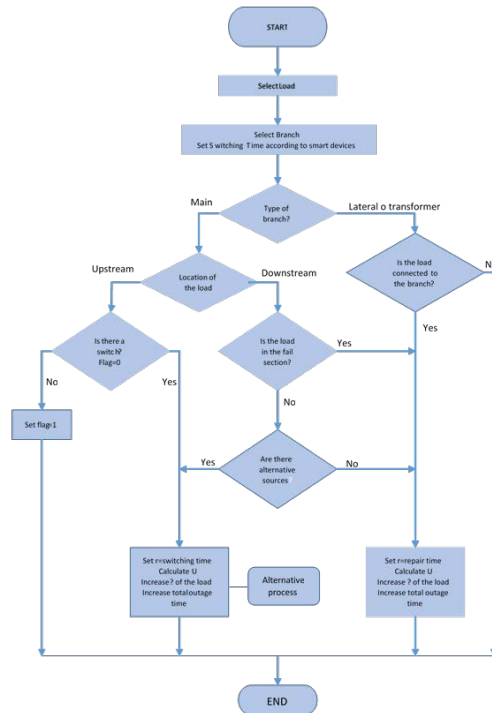 START
Select Load
Select Branch
Set S witching Time according to smart devices
Main
Type of
branch?
Lateral o transformer
Upstream
Location of
the load
Downstream
Is the load
connected to
the branch?
N
Is there a
switch?
Flag=0
Is the load
in the fail
section?
Yes
Yes
No
Yes
No
Set flag=1
Yes
Are there
alternative
sources
No
Set r=switching time
Calculate U
Increase ? of the load
Increase total outage
time
Alternative
process
Set r=repair time
Calculate U
Increase ? of the load
Increase total outage
time
END